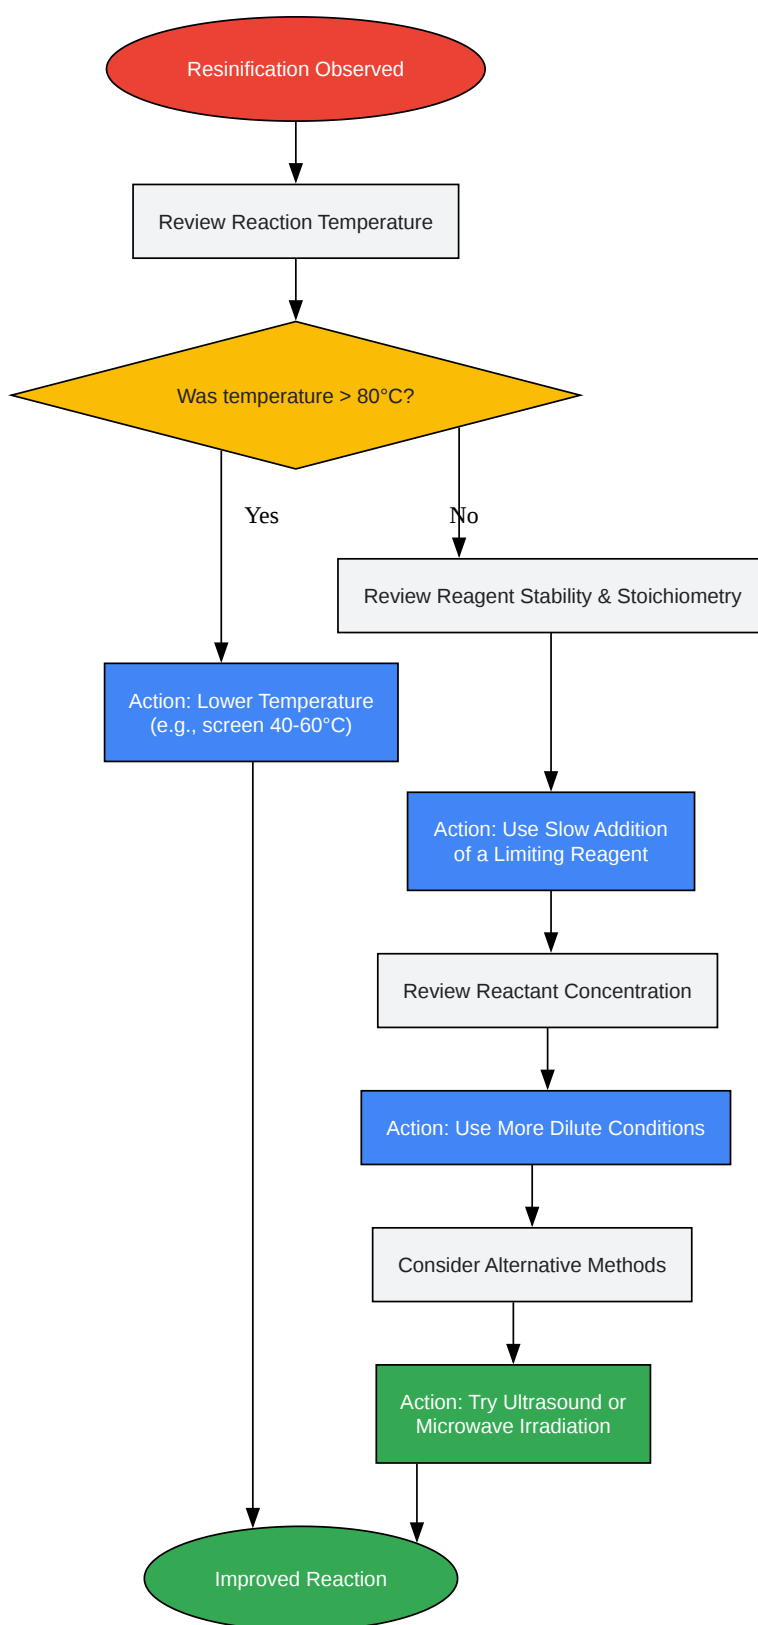 Resinification Observed
Review Reaction Temperature
Was temperature > 80°C?
Yes
No
Review Reagent Stability & Stoichiometry
Action: Lower Temperature
(e.g., screen 40-60°C)
Action: Use Slow Addition
of a Limiting Reagent
Review Reactant Concentration
Action: Use More Dilute Conditions
Consider Alternative Methods
Action: Try Ultrasound or
Microwave Irradiation
Improved Reaction